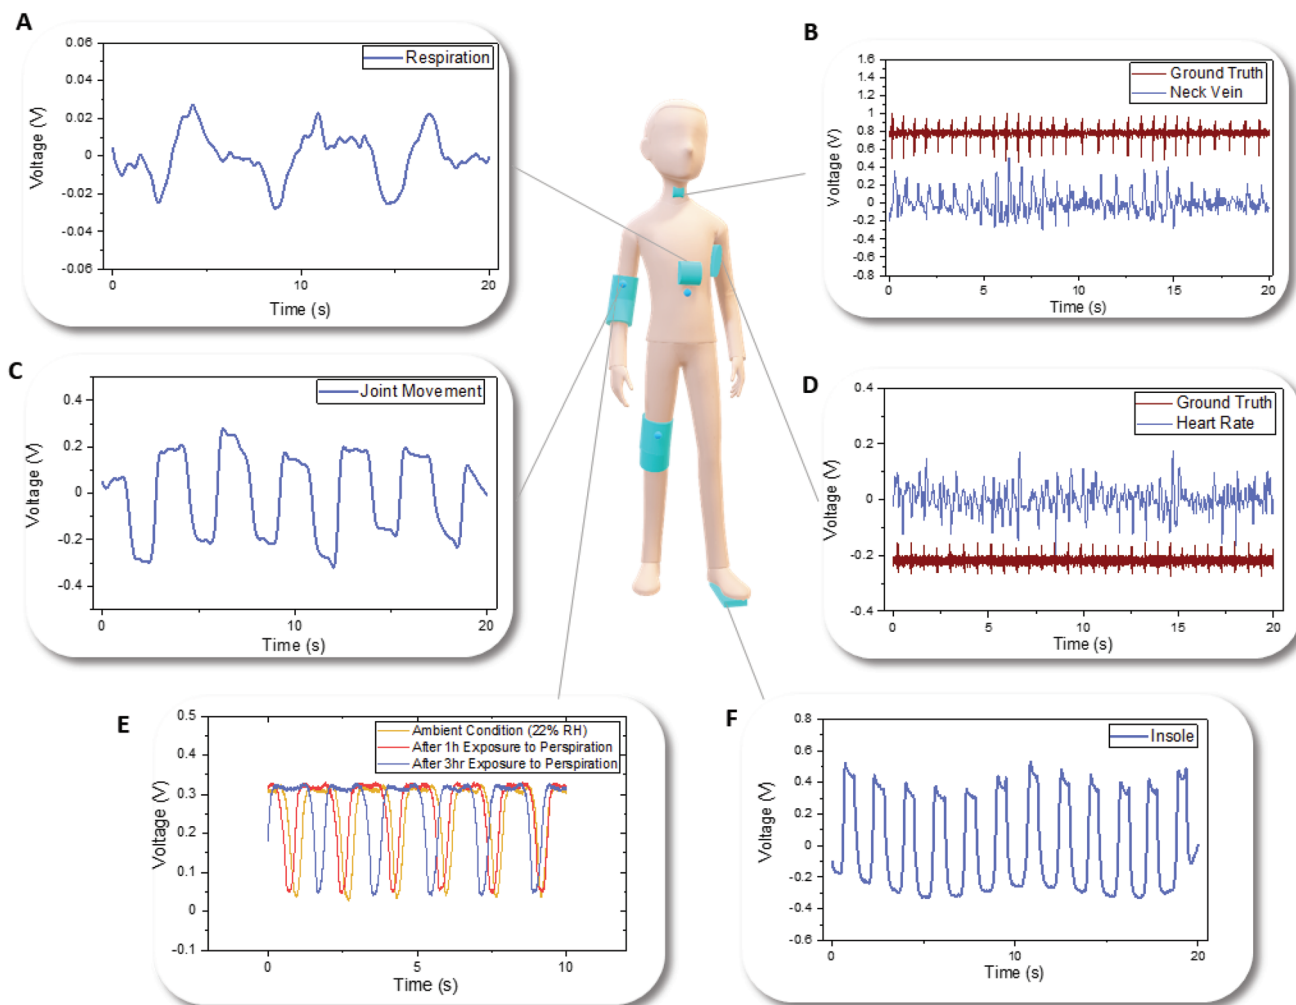 A
0.06
0.04
0.02
0
-0.02
-0.04
-0.06
Voltage (V)
Respiration
0
10
20
Time (s)
B
1.6
1.4
1.2
1
0.8
0.6
0.4
0.2
0
-0.2
-0.4
-0.6
-0.8
Voltage (V)
Ground Truth
Neck Vein
0
5
10
15
20
Time (s)
C
0.4
0.2
0
-0.2
-0.4
Voltage (V)
Joint Movement
0
10
20
Time (s)
D
0.4
0.2
0
-0.2
-0.4
Voltage (V)
Ground Truth
Heart Rate
0
5
10
15
20
Time (s)
E
0.5
0.4
0.3
0.2
0.1
0
-0.1
Voltage (V)
Ambient Condition (22% RH)
After 1h Exposure to Perspiration
After 3hr Exposure to Perspiration
0
5
10
Time (s)
F
0.8
0.6
0.4
0.2
0
-0.2
-0.4
-0.6
Voltage (V)
Insole
0
5
10
15
20
Time (s)